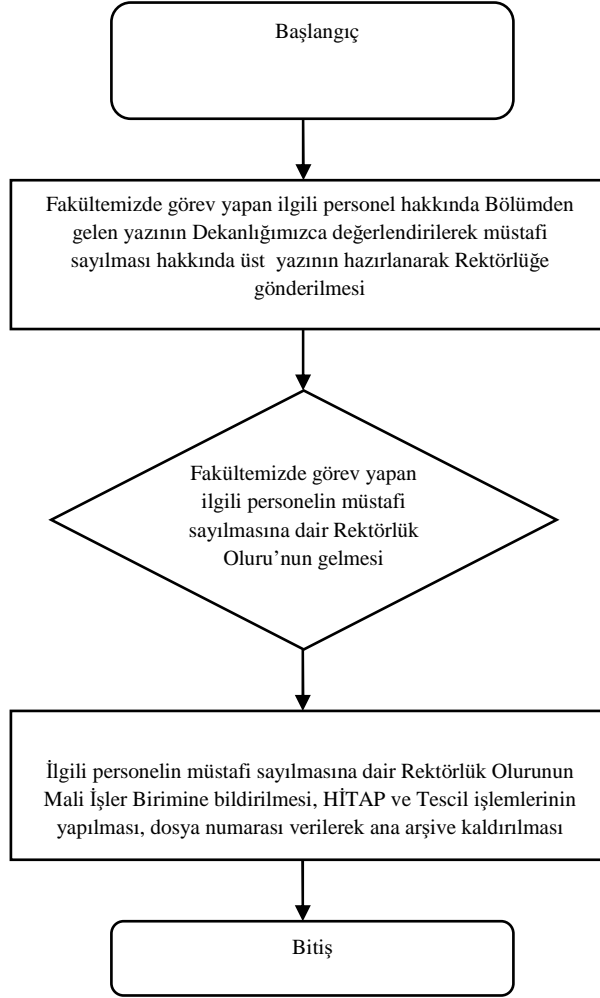 Başlangıç
Fakültemizde görev yapan ilgili personel hakkında Bölümden
gelen yazının Dekanlığımızca değerlendirilerek müstafi
sayılması hakkında üst yazının hazırlanarak Rektörlüğe
gönderilmesi
Fakültemizde görev yapan
ilgili personelin müstafi
sayılmasına dair Rektörlük
Oluru’nun gelmesi
İlgili personelin müstafi sayılmasına dair Rektörlük Olurunun
Mali İşler Birimine bildirilmesi, HİTAP ve Tescil işlemlerinin
yapılması, dosya numarası verilerek ana arşive kaldırılması
Bitiş